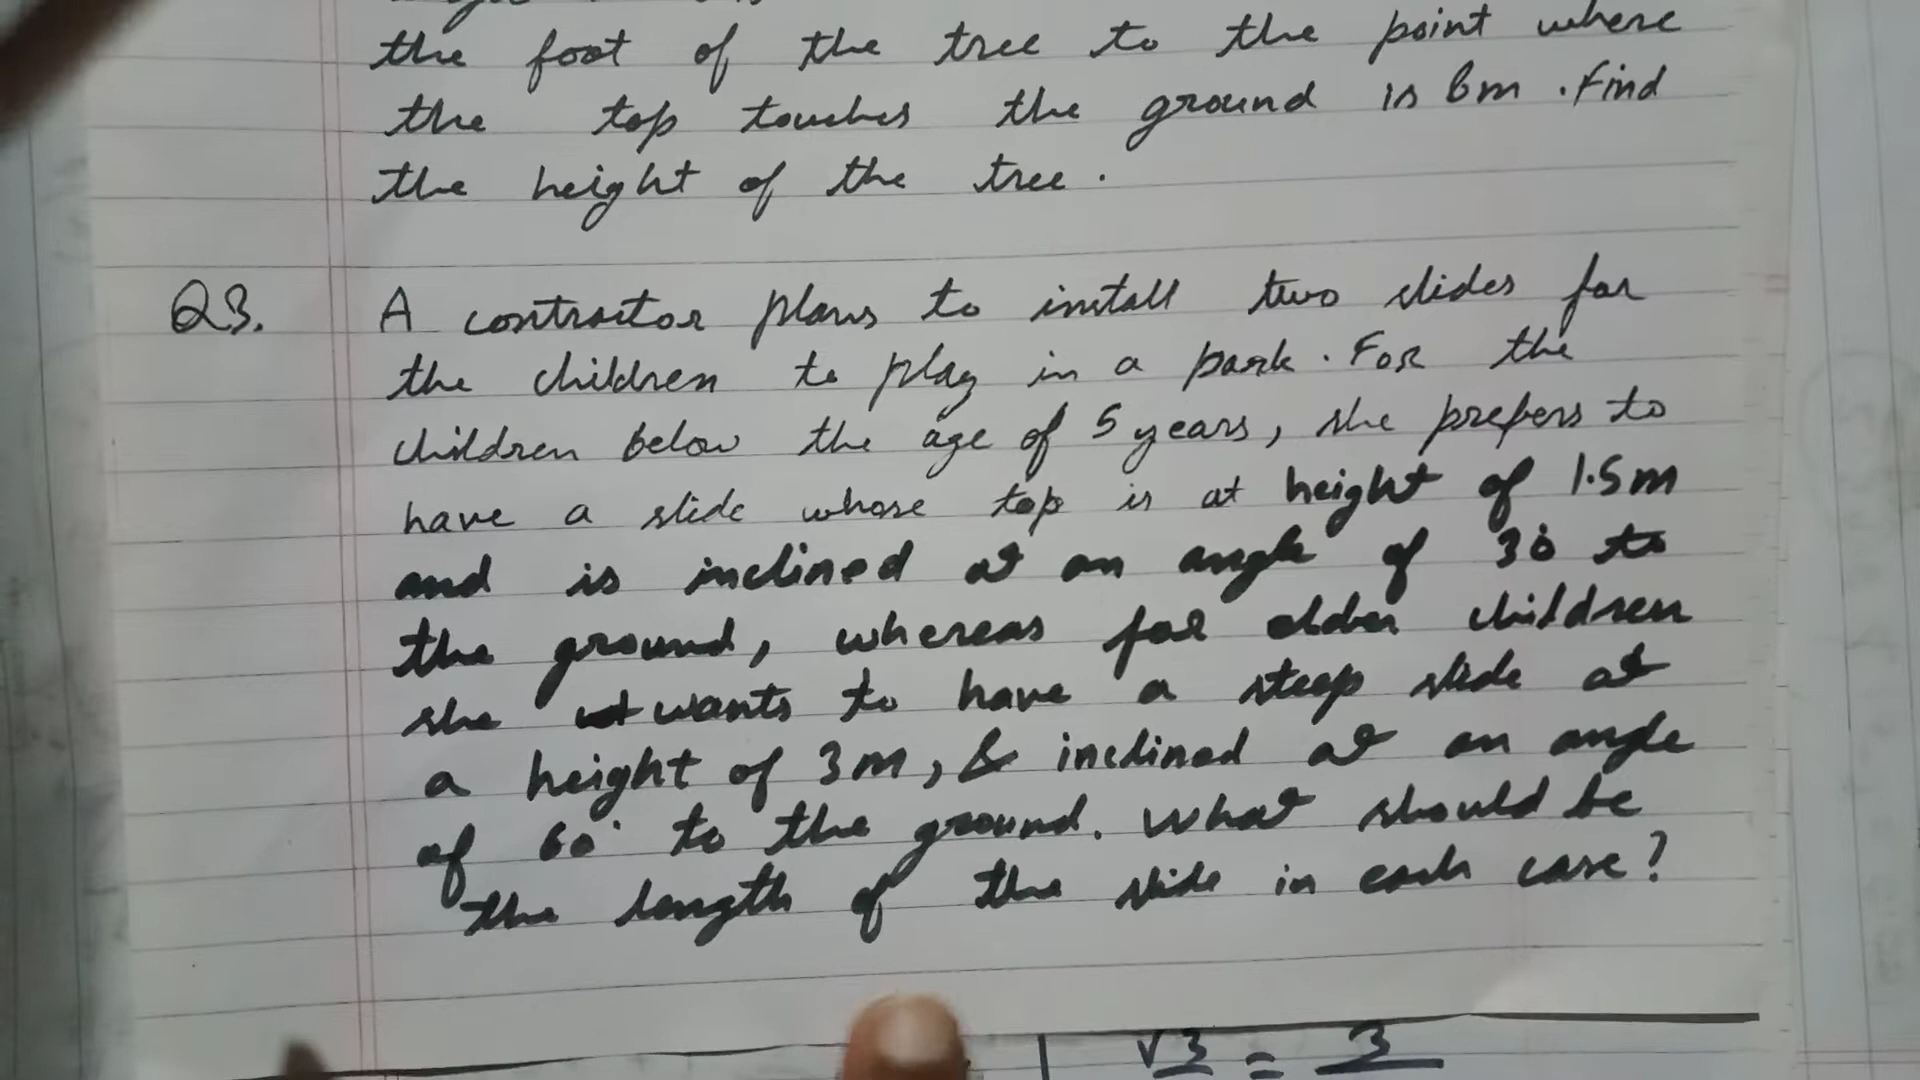 the foot of the tree to the point where
the top touches the ground is 6m. Find
the height of the tree.
Q3. A contractor plans to install two slides for
the children to play in a park. For the
children below the age of 5 years, she prefers to
have a slide whose top is at height of 1.5m
and is inclined at an angle of 30° to
the ground, whereas for elder children
she wants to have a steep slide at
a height of 3m, & inclined at an angle
of 60° to the ground. What should be
the length of the slide in each case?
√3 = 3